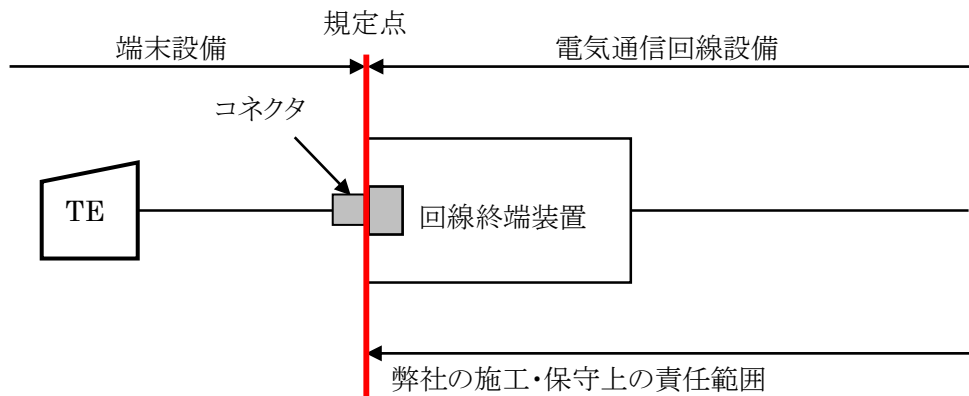 規定点
端末設備
電気通信回線設備
コネクタ
TE
回線終端装置
弊社の施工・保守上の責任範囲